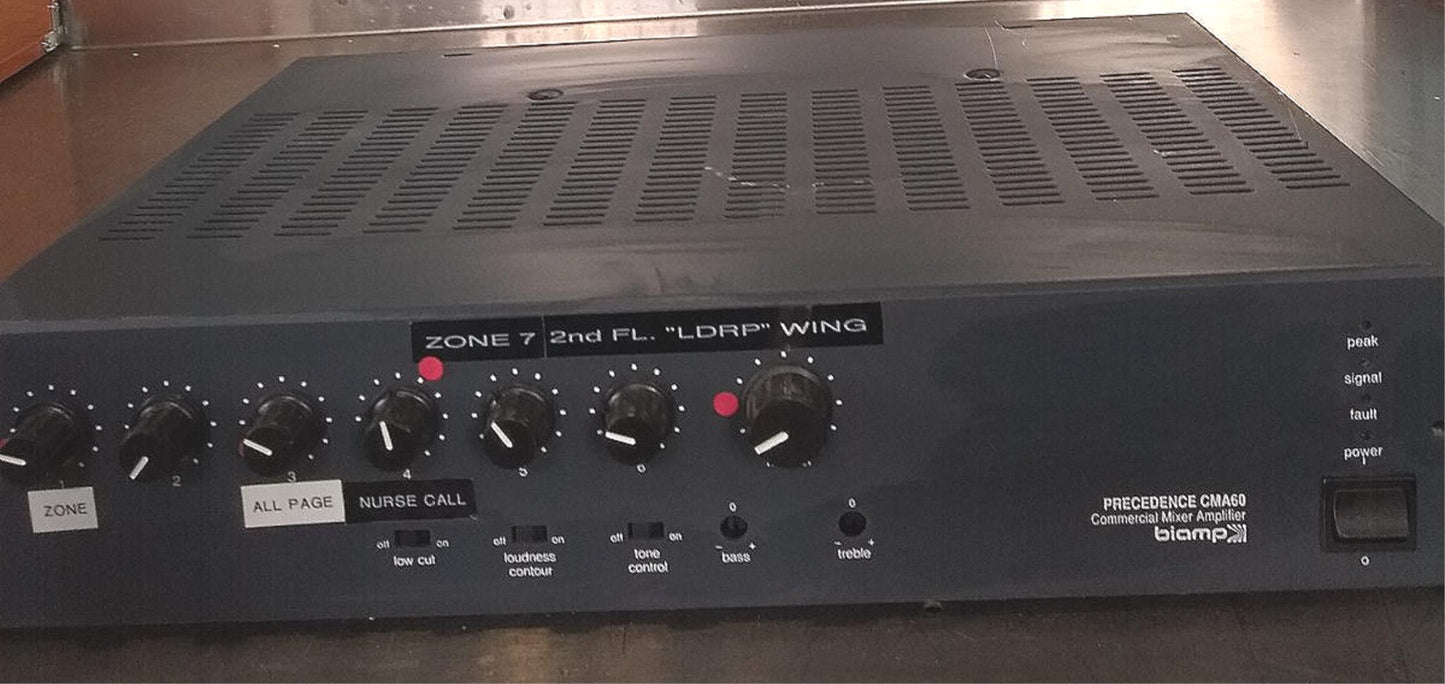 ZONE 7 2nd FL. "LDRP" WING
1 2 3 4 5 6
ZONE
ALL PAGE
NURSE CALL
off on
low cut
off on
loudness
contour
off on
tone
control
0
- +
bass
0
- +
treble
PRECEDENCE CMA60
Commercial Mixer Amplifier
biamp
peak
signal
fault
power